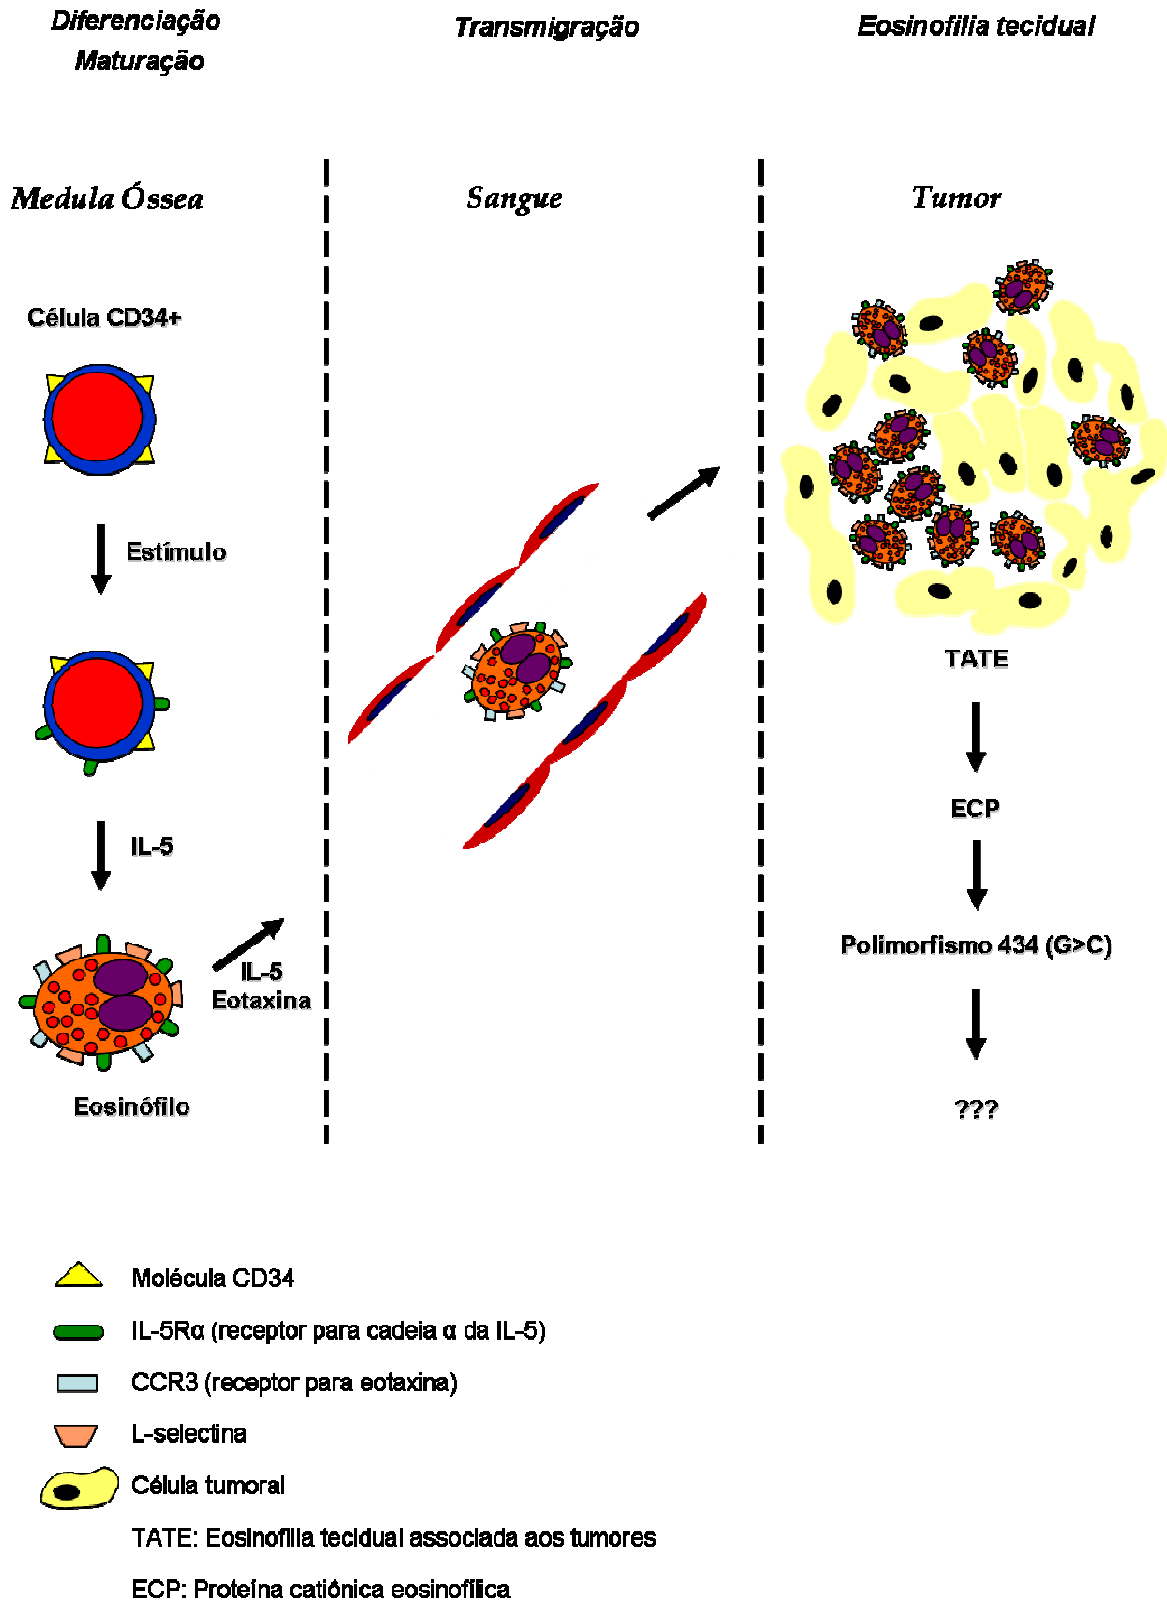 Diferenciação
Maturação
Transmigração
Eosinofilia tecidual
Medula Óssea
Sangue
Tumor
Célula CD34+
Estímulo
IL-5
IL-5
Eotaxina
Eosinófilo
TATE
ECP
Polimorfismo 434 (G>C)
???
Molécula CD34
IL-5Rα (receptor para cadeia α da IL-5)
CCR3 (receptor para eotaxina)
L-selectina
Célula tumoral
TATE: Eosinofilia tecidual associada aos tumores
ECP: Proteína catiônica eosinofílica